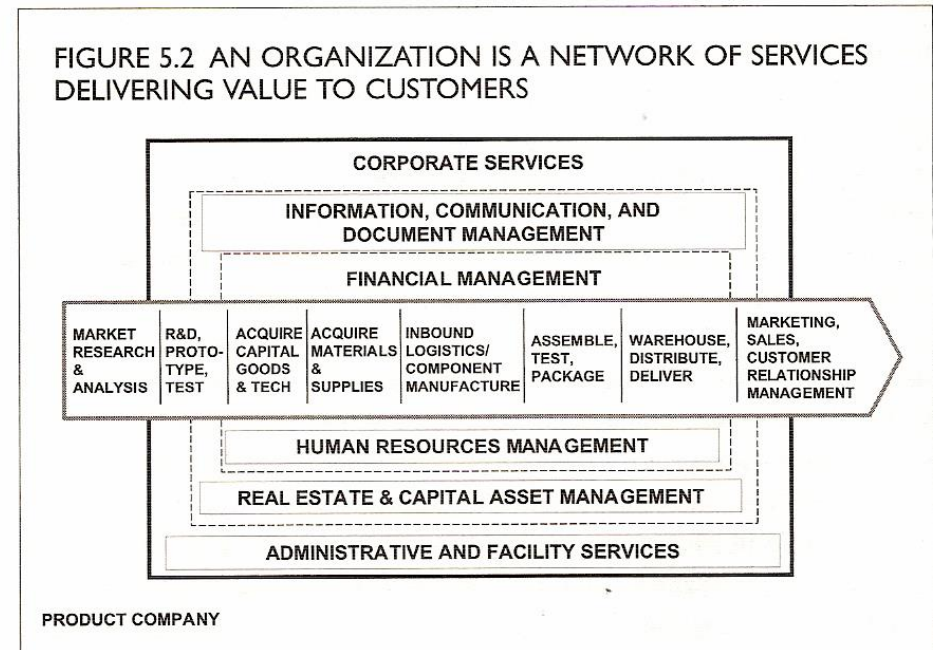 FIGURE 5.2 AN ORGANIZATION IS A NETWORK OF SERVICES
DELIVERING VALUE TO CUSTOMERS
CORPORATE SERVICES
INFORMATION, COMMUNICATION, AND
DOCUMENT MANAGEMENT
FINANCIAL MANAGEMENT
MARKET
RESEARCH
&
ANALYSIS
R&D,
PROTO-
TYPE,
TEST
ACQUIRE
CAPITAL
GOODS
& TECH
ACQUIRE
MATERIALS
&
SUPPLIES
INBOUND
LOGISTICS/
COMPONENT
MANUFACTURE
ASSEMBLE,
TEST,
PACKAGE
WAREHOUSE,
DISTRIBUTE,
DELIVER
MARKETING,
SALES,
CUSTOMER
RELATIONSHIP
MANAGEMENT
HUMAN RESOURCES MANAGEMENT
REAL ESTATE & CAPITAL ASSET MANAGEMENT
ADMINISTRATIVE AND FACILITY SERVICES
PRODUCT COMPANY